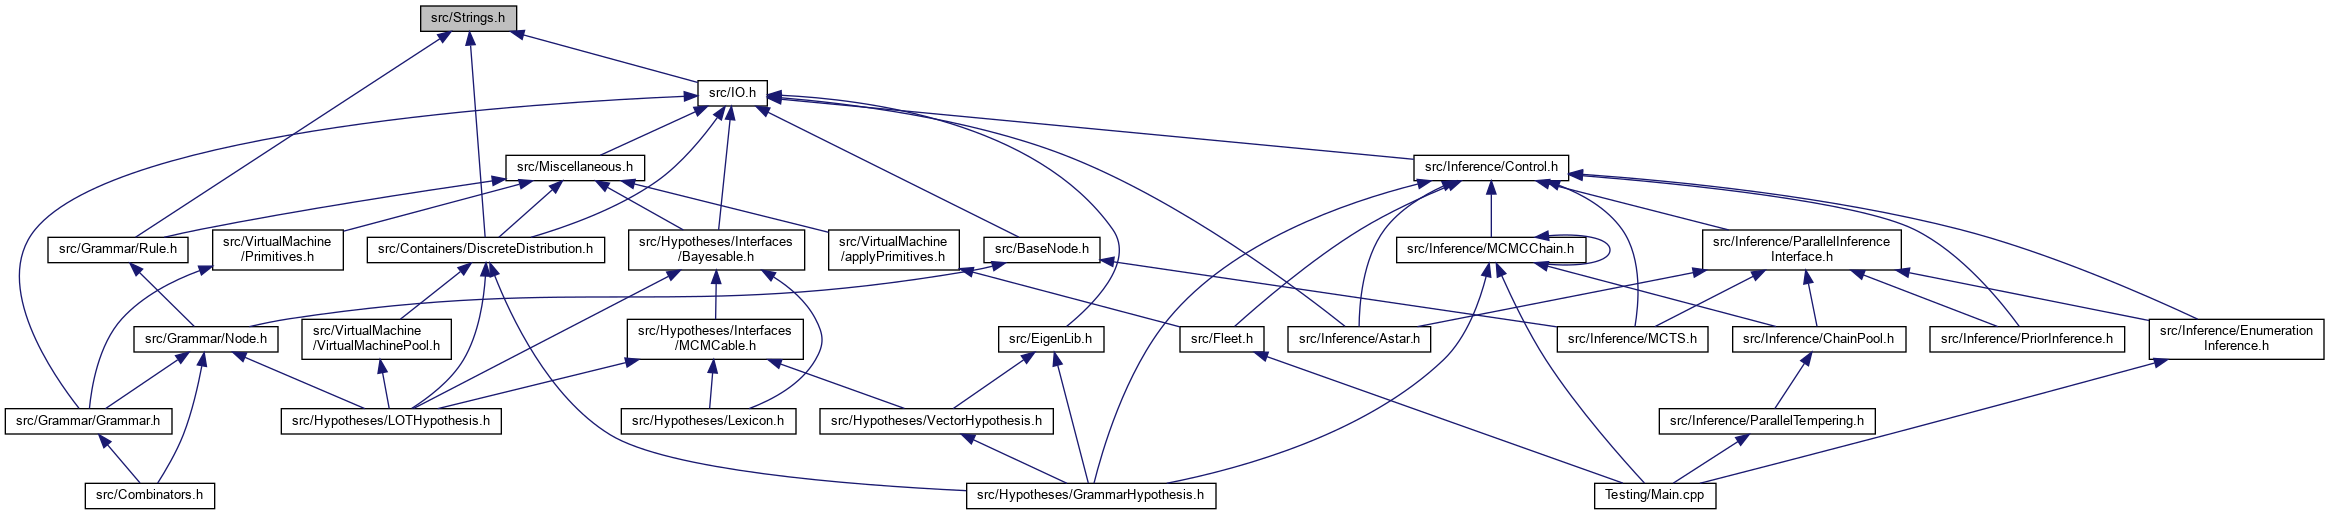 src/Strings.h
src/IO.h
src/Miscellaneous.h
src/Inference/Control.h
src/Grammar/Rule.h
src/VirtualMachine
/Primitives.h
src/Containers/DiscreteDistribution.h
src/Hypotheses/Interfaces
/Bayesable.h
src/VirtualMachine
/applyPrimitives.h
src/BaseNode.h
src/Inference/MCMCChain.h
src/Inference/ParallelInference
Interface.h
src/Grammar/Node.h
src/VirtualMachine
/VirtualMachinePool.h
src/Hypotheses/Interfaces
/MCMCable.h
src/EigenLib.h
src/Fleet.h
src/Inference/Astar.h
src/Inference/MCTS.h
src/Inference/ChainPool.h
src/Inference/PriorInference.h
src/Inference/Enumeration
Inference.h
src/Grammar/Grammar.h
src/Hypotheses/LOTHypothesis.h
src/Hypotheses/Lexicon.h
src/Hypotheses/VectorHypothesis.h
src/Inference/ParallelTempering.h
src/Combinators.h
src/Hypotheses/GrammarHypothesis.h
Testing/Main.cpp